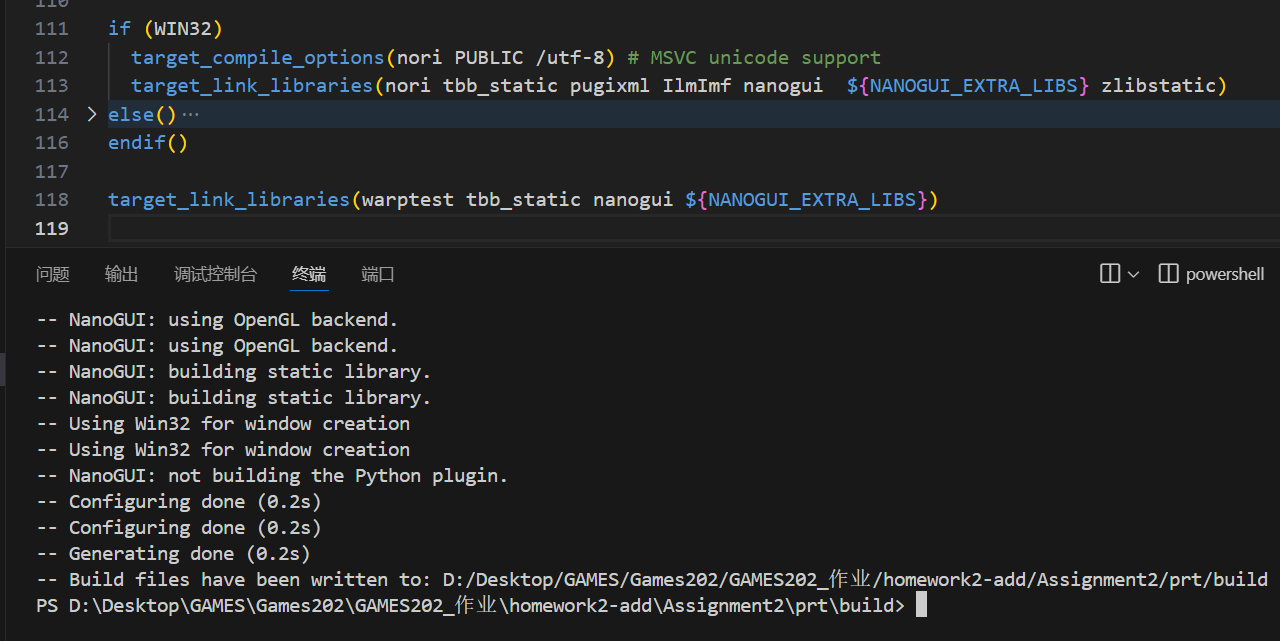 110
111 if (WIN32)
112 target_compile_options(nori PUBLIC /utf-8) # MSVC unicode support
113 target_link_libraries(nori tbb_static pugixml IlmImf nanogui  ${NANOGUI_EXTRA_LIBS} zlibstatic)
114 else()···
116 endif()
117
118 target_link_libraries(warptest tbb_static nanogui ${NANOGUI_EXTRA_LIBS})
119
问题 输出 调试控制台 终端 端口 powershell
-- NanoGUI: using OpenGL backend.
-- NanoGUI: using OpenGL backend.
-- NanoGUI: building static library.
-- NanoGUI: building static library.
-- Using Win32 for window creation
-- Using Win32 for window creation
-- NanoGUI: not building the Python plugin.
-- Configuring done (0.2s)
-- Configuring done (0.2s)
-- Generating done (0.2s)
-- Build files have been written to: D:/Desktop/GAMES/Games202/GAMES202_作业/homework2-add/Assignment2/prt/build
PS D:\Desktop\GAMES\Games202\GAMES202_作业\homework2-add\Assignment2\prt\build>